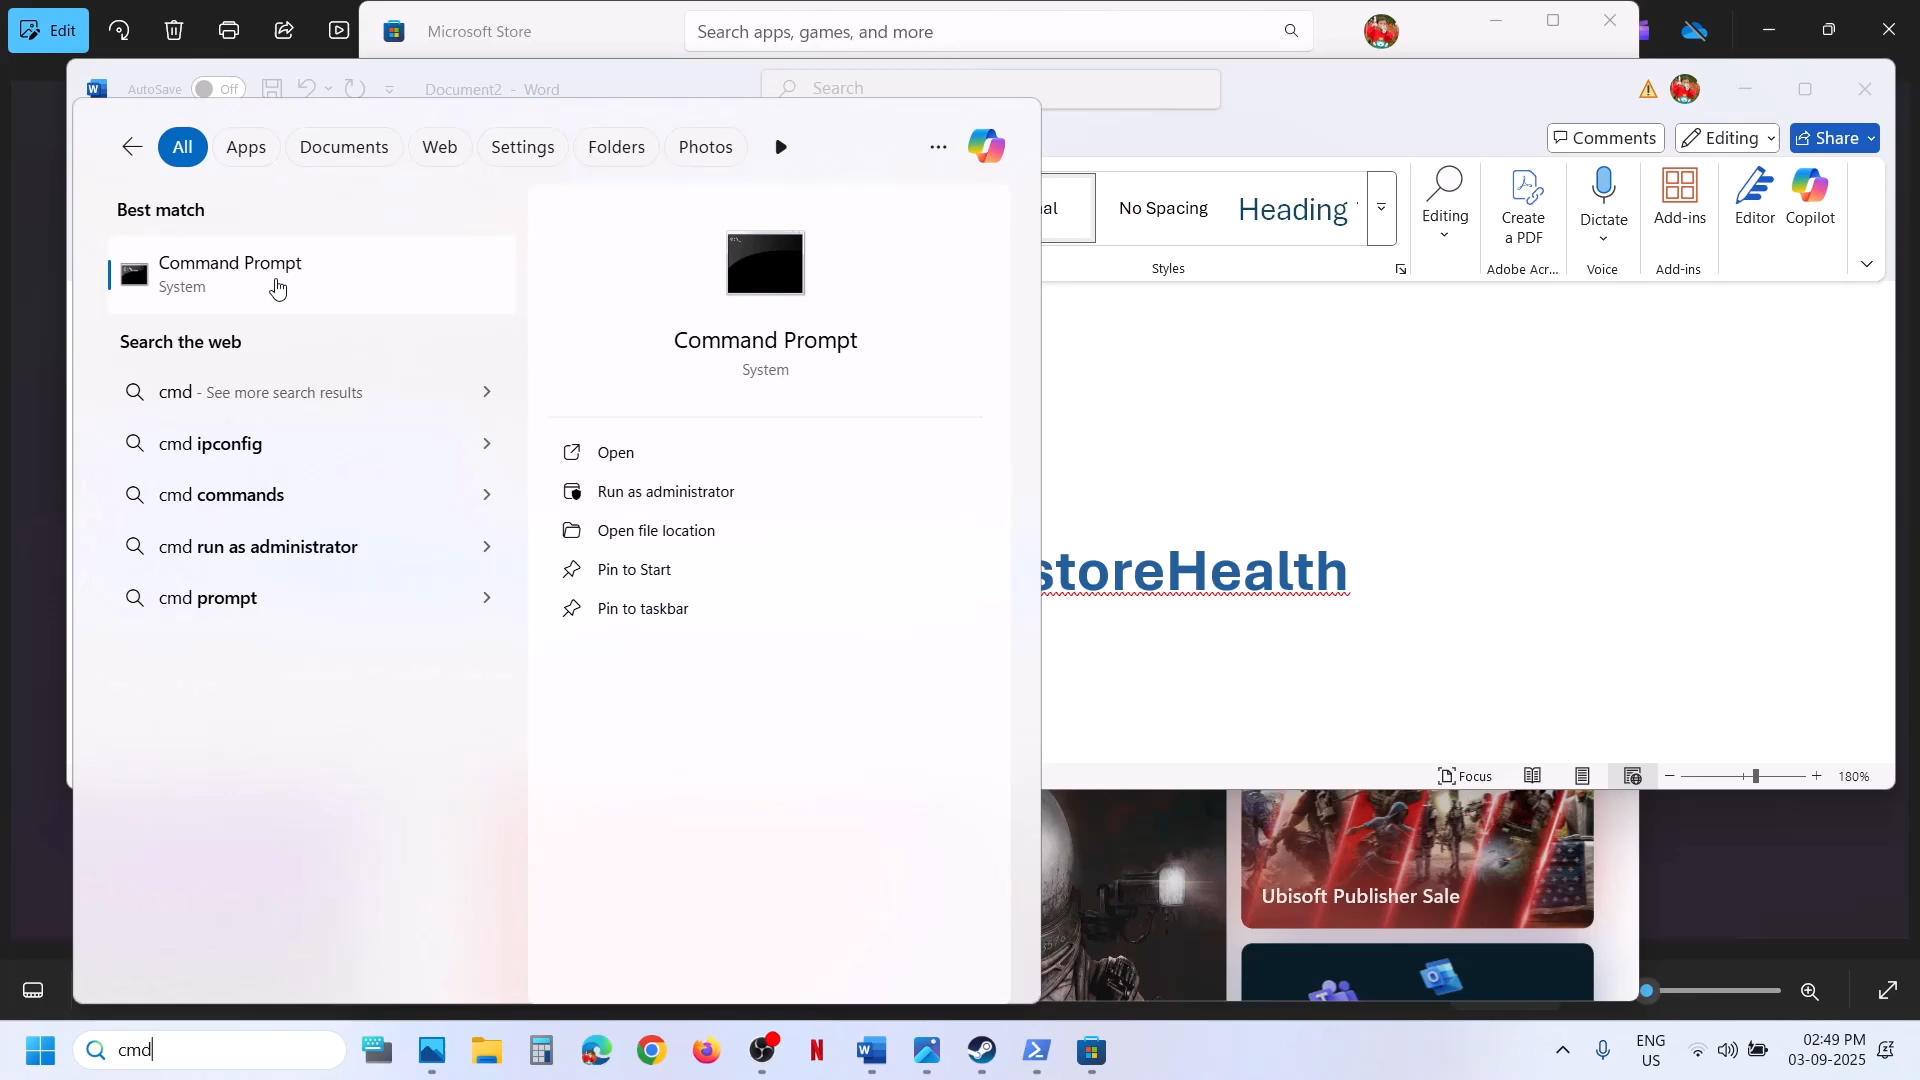 Edit
Microsoft Store
Search apps, games, and more
AutoSave
Off
Document2 - Word
Search
Comments
Editing
Share
All
Apps
Documents
Web
Settings
Folders
Photos
Best match
Command Prompt
System
Search the web
cmd - See more search results
cmd ipconfig
cmd commands
cmd run as administrator
cmd prompt
Command Prompt
System
Open
Run as administrator
Open file location
Pin to Start
Pin to taskbar
No Spacing
Heading
Styles
Editing
Create
a PDF
Adobe Acr...
Dictate
Voice
Add-ins
Add-ins
Editor
Copilot
storeHealth
Focus
180%
Ubisoft Publisher Sale
cmd
ENG
US
02:49 PM
03-09-2025